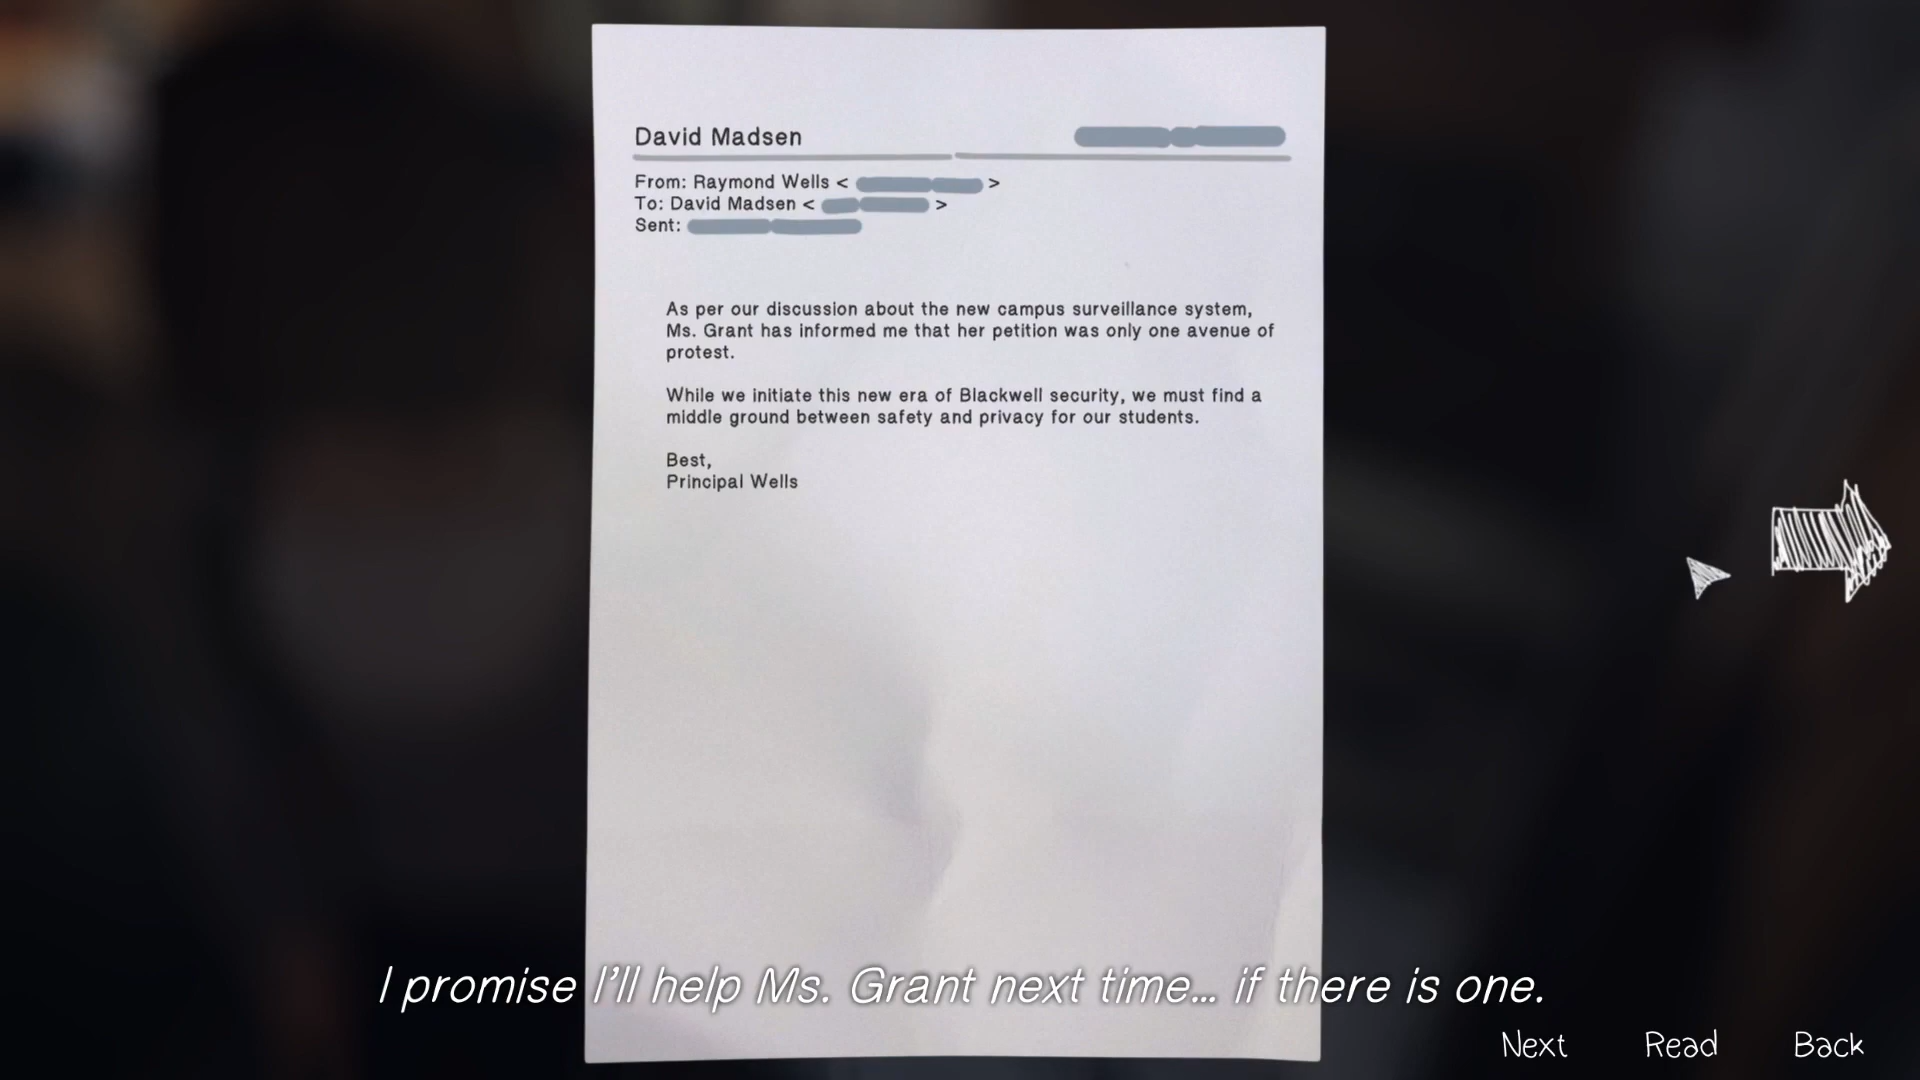 David Madsen
From: Raymond Wells < >
To: David Madsen < >
Sent:
As per our discussion about the new campus surveillance system,
Ms. Grant has informed me that her petition was only one avenue of
protest.
While we initiate this new era of Blackwell security, we must find a
middle ground between safety and privacy for our students.
Best,
Principal Wells
I promise I'll help Ms. Grant next time... if there is one.
Next Read Back